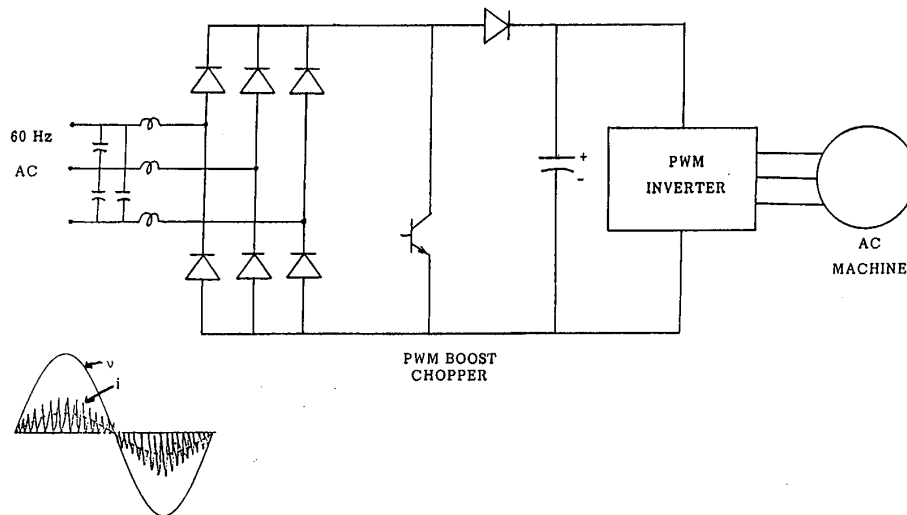 60 Hz
AC
+
-
PWM
INVERTER
AC
MACHINE
PWM BOOST
CHOPPER
v
i